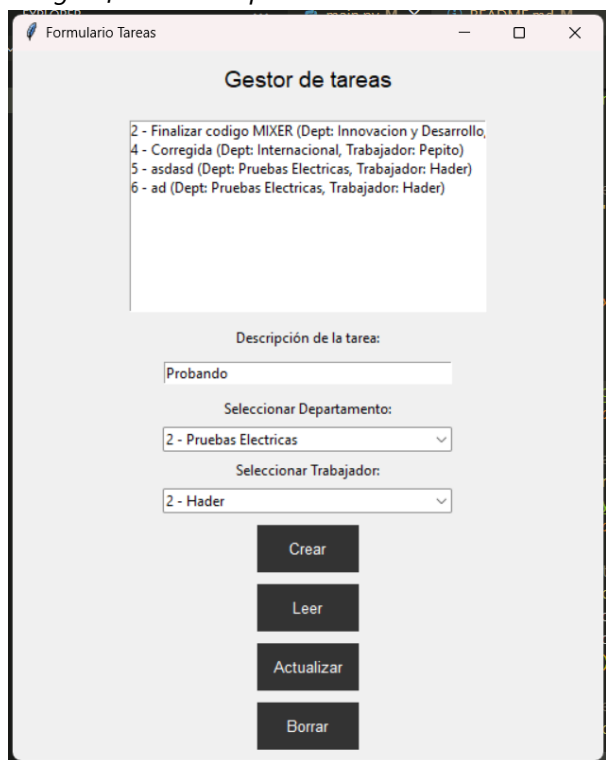 Formulario Tareas
Gestor de tareas
2 - Finalizar codigo MIXER (Dept: Innovacion y Desarrollo,
4 - Corregida (Dept: Internacional, Trabajador: Pepito)
5 - asdasd (Dept: Pruebas Electricas, Trabajador: Hader)
6 - ad (Dept: Pruebas Electricas, Trabajador: Hader)
Descripción de la tarea:
Probando
Seleccionar Departamento:
2 - Pruebas Electricas
Seleccionar Trabajador:
2 - Hader
Crear
Leer
Actualizar
Borrar